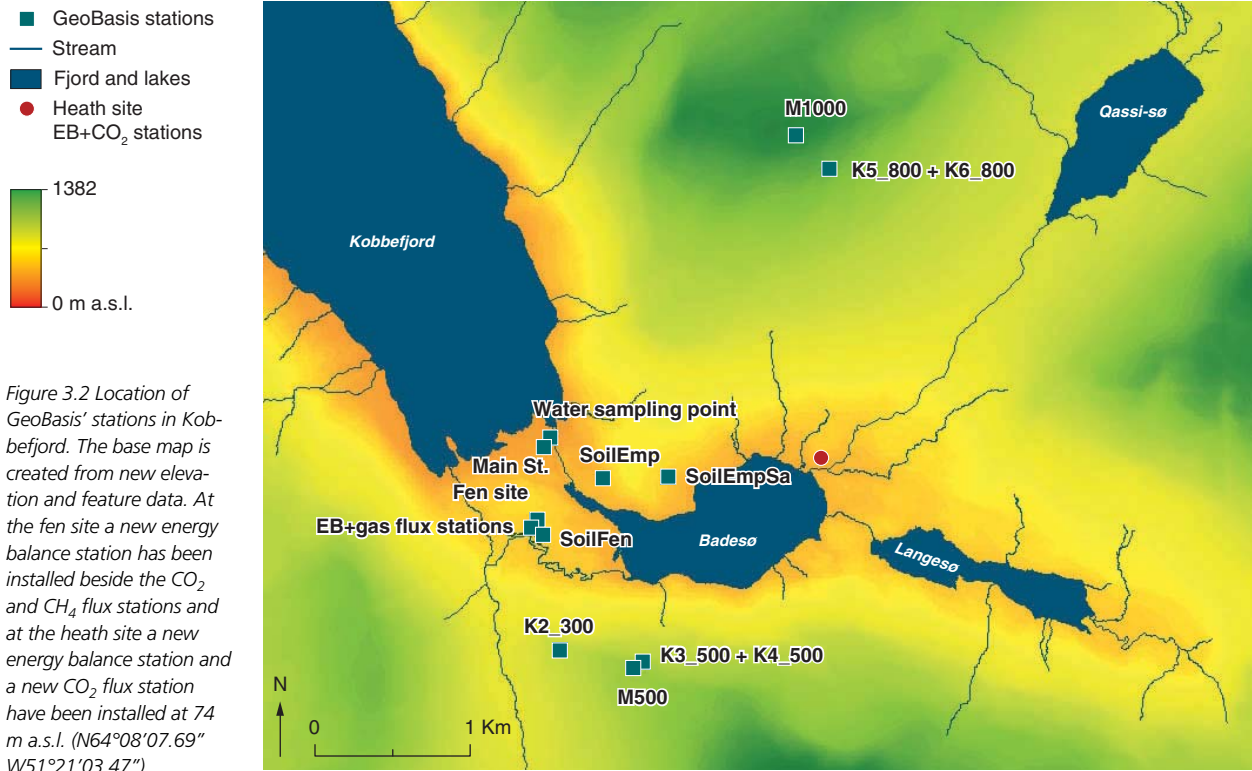 GeoBasis stations
Stream
Fjord and lakes
Heath site
EB+CO₂ stations
1382
0 m a.s.l.
Figure 3.2 Location of
GeoBasis’ stations in Kob-
befjord. The base map is
created from new eleva-
tion and feature data. At
the fen site a new energy
balance station has been
installed beside the CO₂
and CH₄ flux stations and
at the heath site a new
energy balance station and
a new CO₂ flux station
have been installed at 74
m a.s.l. (N64°08’07.69”
W51°21’03.47”)
M1000
Qassi-sø
K5_800 + K6_800
Kobbefjord
Water sampling point
Main St.
SoilEmp
SoilEmpSa
Fen site
EB+gas flux stations
SoilFen
Badesø
Langesø
K2_300
K3_500 + K4_500
M500
N
0 1 Km